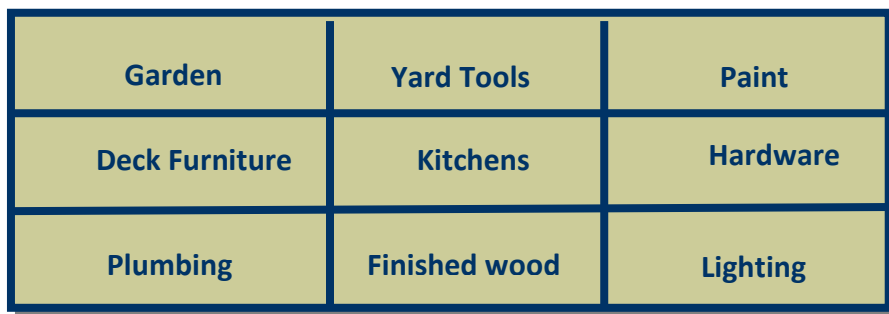 Garden
Yard Tools
Paint
Deck Furniture
Kitchens
Hardware
Plumbing
Finished wood
Lighting